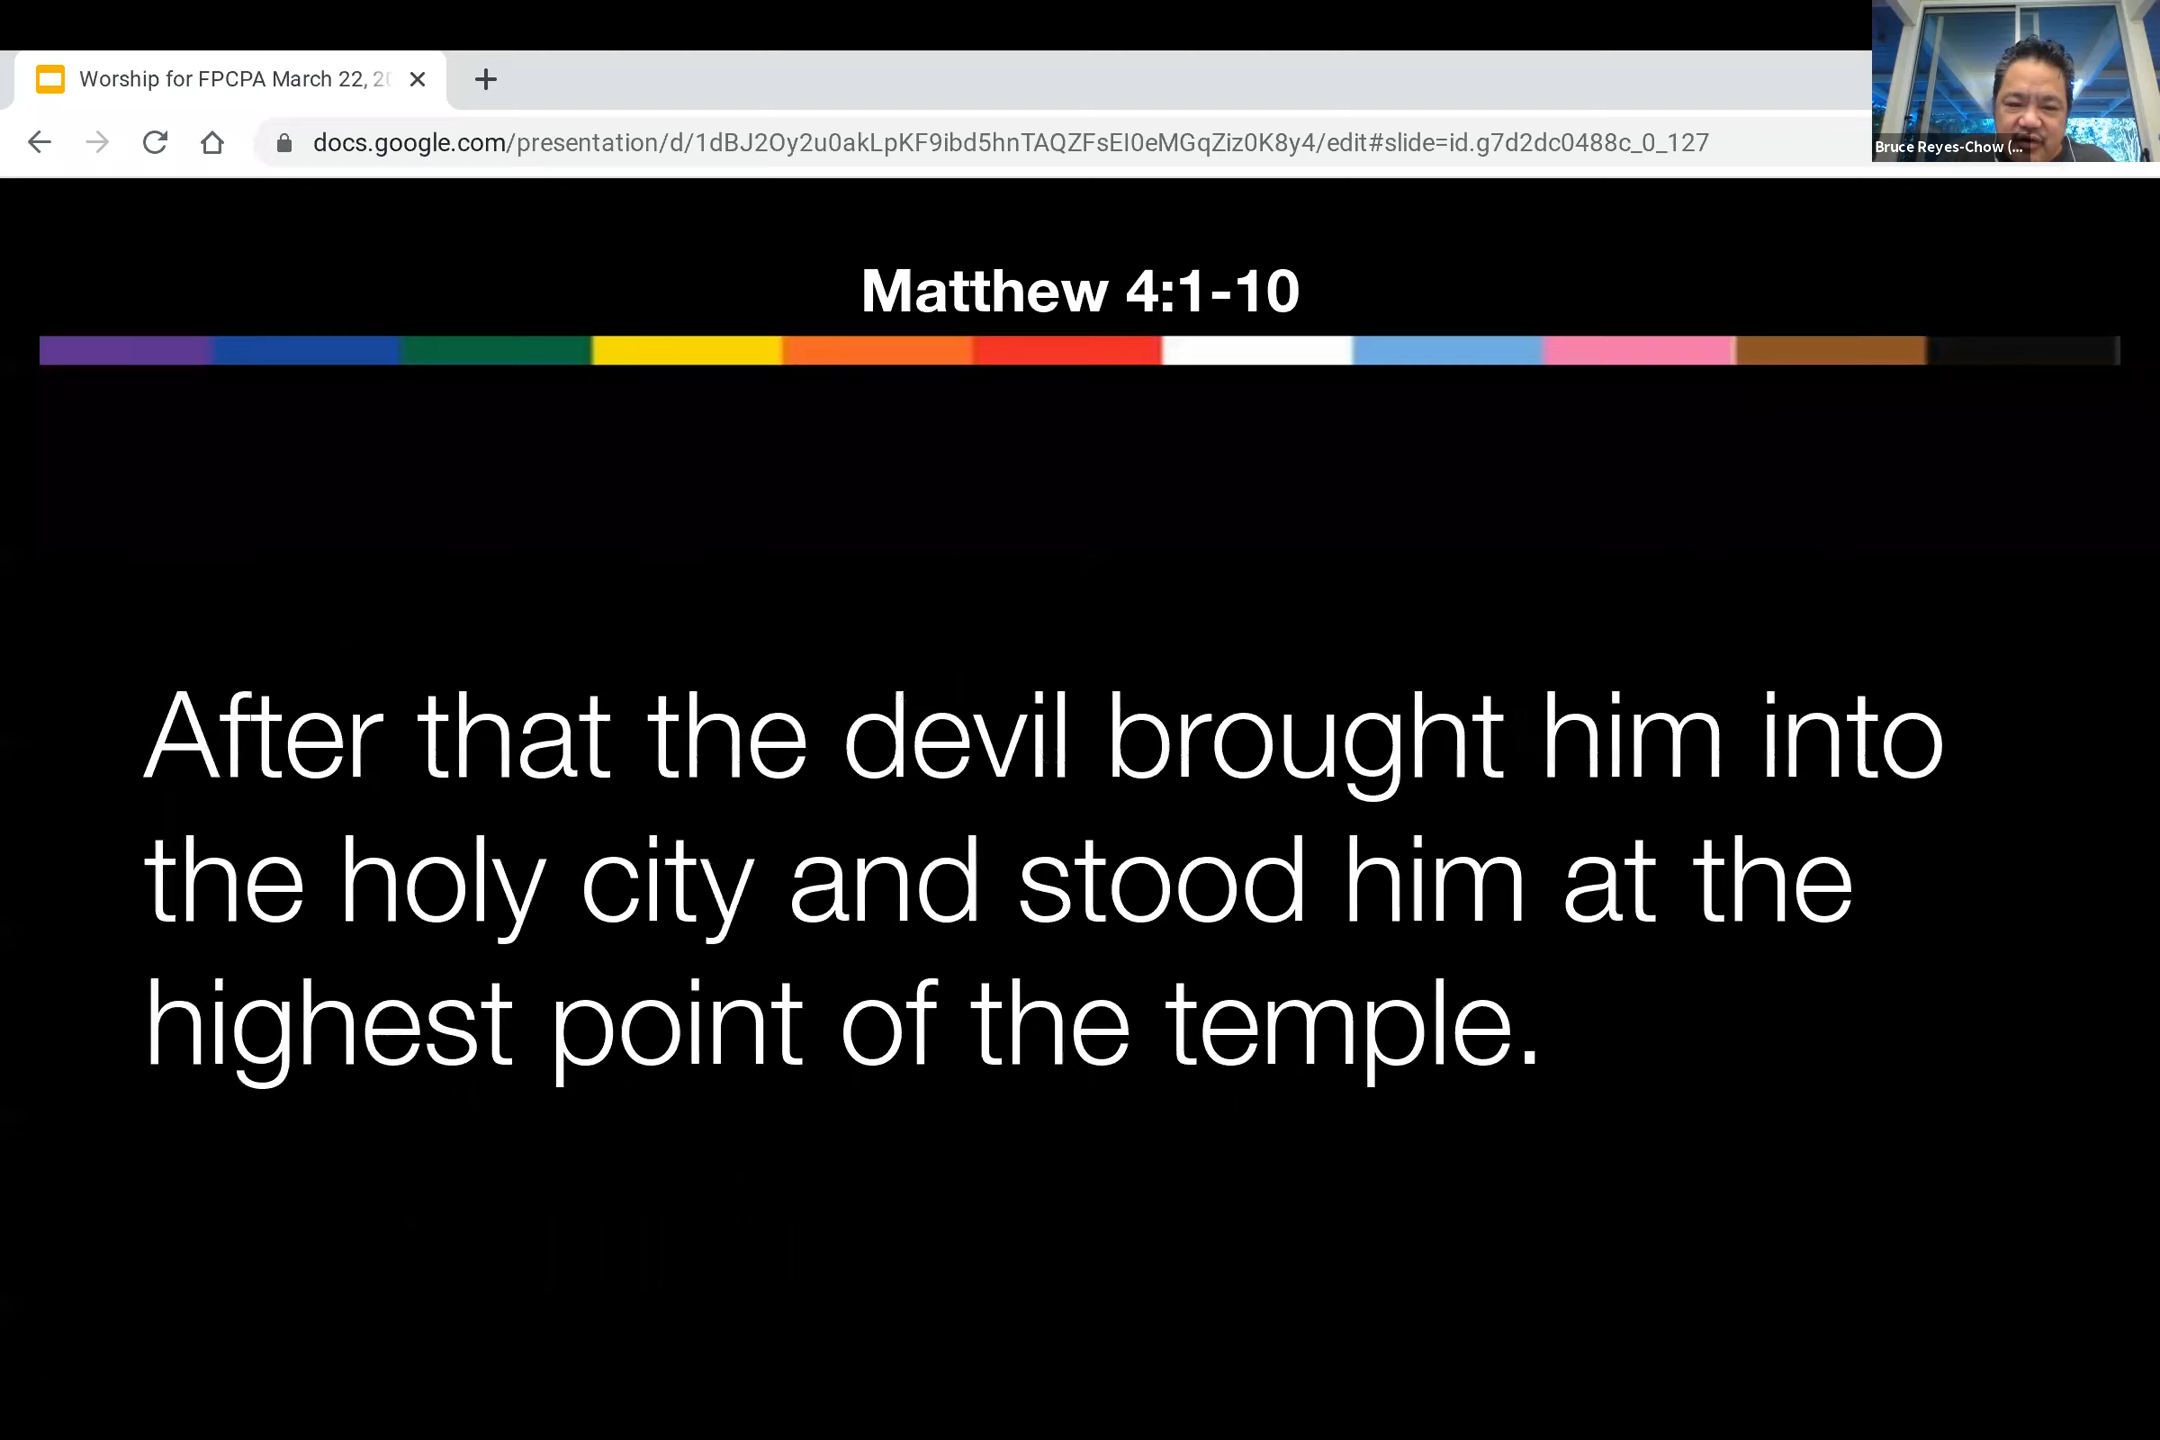 Worship for FPCPA March 22, 20
docs.google.com/presentation/d/1dBJ2Oy2u0akLpKF9ibd5hnTAQZFsEI0eMGqZiz0K8y4/edit#slide=id.g7d2dc0488c_0_127
Bruce Reyes-Chow (...
Matthew 4:1-10
After that the devil brought him into
the holy city and stood him at the
highest point of the temple.